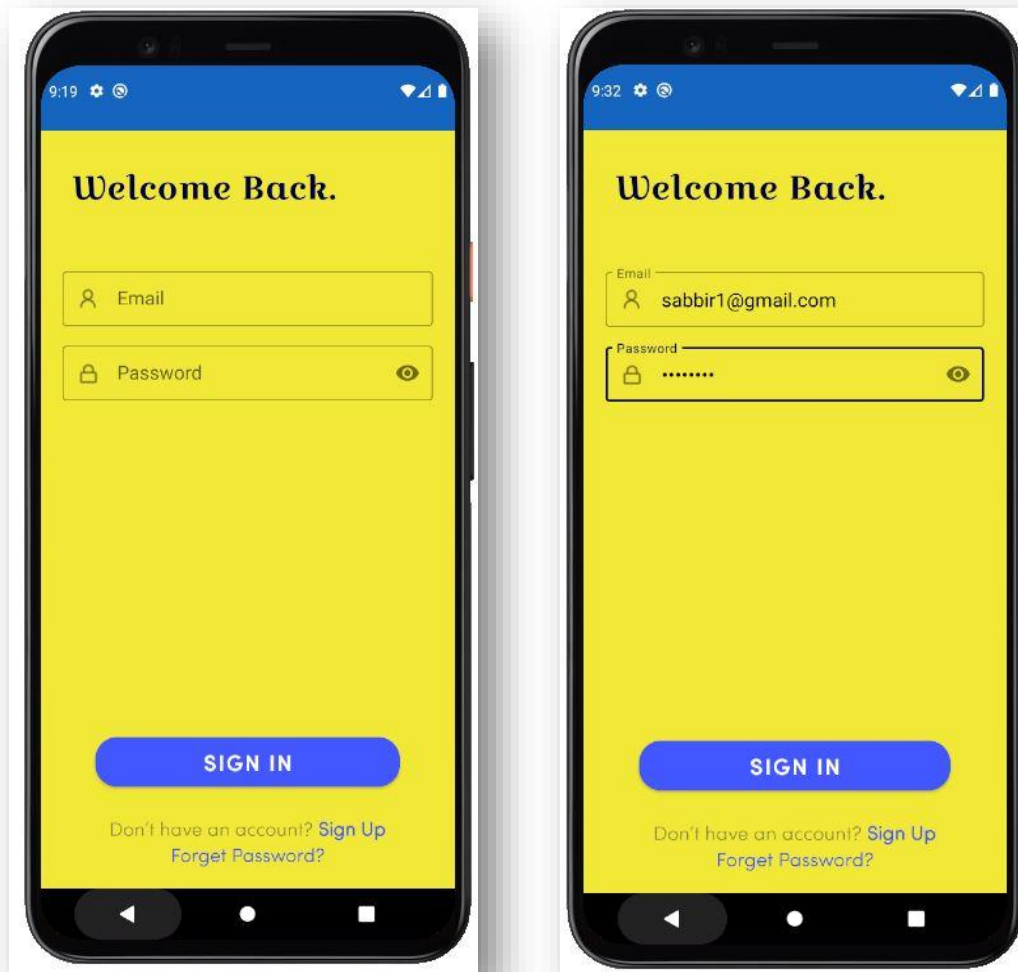 9:19
Welcome Back.
Email
Password
SIGN IN
Don't have an account? Sign Up
Forget Password?
9:32
Welcome Back.
Email
sabbir1@gmail.com
Password
••••••••
SIGN IN
Don't have an account? Sign Up
Forget Password?